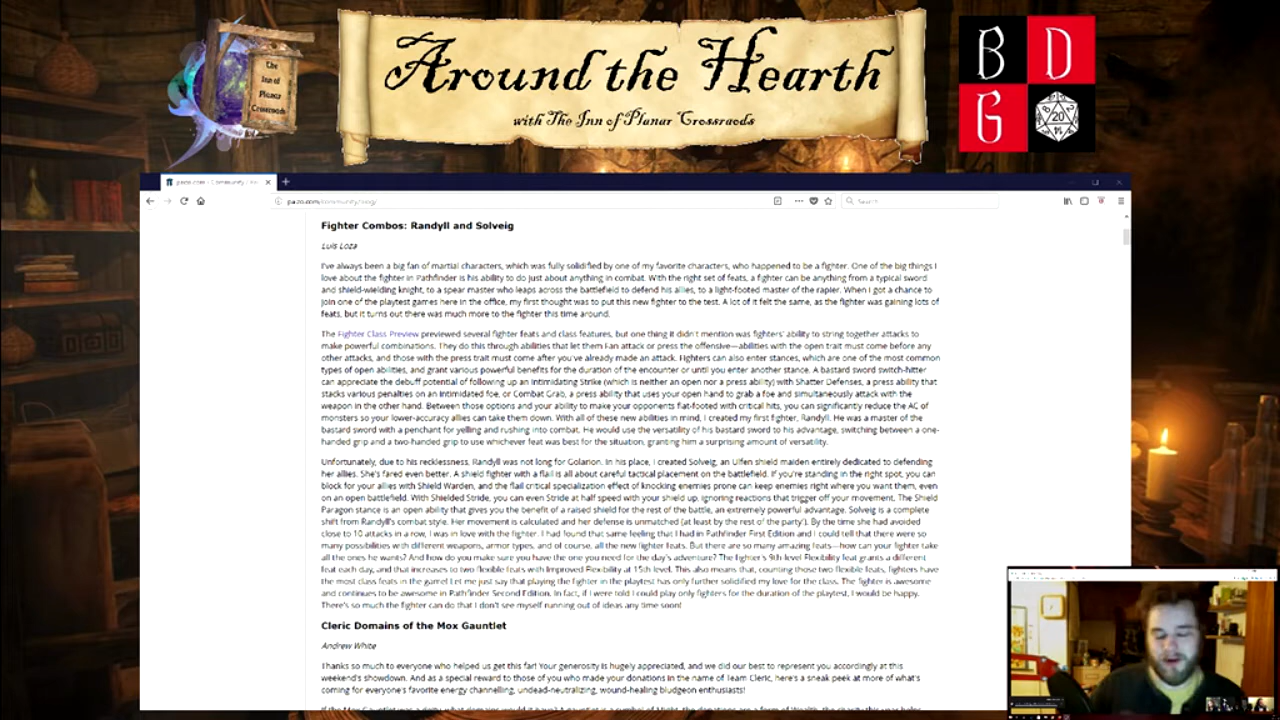 The
Inn of
Planar
Crossroads
Around the Hearth
with The Inn of Planar Crossraods
B D
G
20
paizo.com - Community /
paizo.com/community/blog/
Search
Fighter Combos: Randyll and Solveig
Luis Loza
I've always been a big fan of martial characters, which was fully solidified by one of my favorite characters, who happened to be a fighter. One of the big things I
love about the fighter in Pathfinder is his ability to do just about anything in combat. With the right set of feats, a fighter can be anything from a typical sword
and shield-wielding knight, to a spear master who leaps across the battlefield to defend his allies, to a light-footed master of the rapier. When I got a chance to
join one of the playtest games here in the office, my first thought was to put this new fighter to the test. A lot of it felt the same, as the fighter was gaining lots of
feats, but it turns out there was much more to the fighter this time around.
The Fighter Class Preview previewed several fighter feats and class features, but one thing it didn't mention was fighters' ability to string together attacks to
make powerful combinations. They do this through abilities that let them fan attack or press the offensive—abilities with the open trait must come before any
other attacks, and those with the press trait must come after you've already made an attack. Fighters can also enter stances, which are one of the most common
types of open abilities, and grant various powerful benefits for the duration of the encounter or until you enter another stance. A bastard sword switch-hitter
can appreciate the debuff potential of following up an Intimidating Strike (which is neither an open nor a press ability) with Shatter Defenses, a press ability that
stacks various penalties on an intimidated foe, or Combat Grab, a press ability that uses your open hand to grab a foe and simultaneously attack with the
weapon in the other hand. Between those options and your ability to make your opponents flat-footed with critical hits, you can significantly reduce the AC of
monsters so your lower-accuracy allies can take them down. With all of these new abilities in mind, I created my first fighter, Randyll. He was a master of the
bastard sword with a penchant for yelling and rushing into combat. He would use the versatility of his bastard sword to his advantage, switching between a one-
handed grip and a two-handed grip to use whichever feat was best for the situation, granting him a surprising amount of versatility.
Unfortunately, due to his recklessness, Randyll was not long for Golarion. In his place, I created Solveig, an Ulfen shield maiden entirely dedicated to defending
her allies. She's fared even better. A shield fighter with a flail is all about careful tactical placement on the battlefield. If you're standing in the right spot, you can
block for your allies with Shield Warden, and the flail critical specialization effect of knocking enemies prone can keep enemies right where you want them, even
on an open battlefield. With Shielded Stride, you can even Stride at half speed with your shield up, ignoring reactions that trigger off your movement. The Shield
Paragon stance is an open ability that gives you the benefit of a raised shield for the rest of the battle, an extremely powerful advantage. Solveig is a complete
shift from Randyll's combat style. Her movement is calculated and her defense is unmatched (at least by the rest of the party!). By the time she had avoided
close to 10 attacks in a row, I was in love with the fighter. I had found that same feeling that I had in Pathfinder First Edition and I could tell that there were so
many possibilities with different weapons, armor types, and of course, all the new fighter feats. But there are so many amazing feats—how can your fighter take
all the ones he wants? And how do you make sure you have the one you need for the day's adventure? The fighter's 9th level Flexibility feat grants a different
feat each day, and that increases to two flexible feats with Improved Flexibility at 15th level. This also means that, counting those two flexible feats, fighters have
the most class feats in the game! Let me just say that playing the fighter in the playtest has only further solidified my love for the class. The fighter is awesome
and continues to be awesome in Pathfinder Second Edition. In fact, if I were told I could play only fighters for the duration of the playtest, I would be happy.
There's so much the fighter can do that I don't see myself running out of ideas any time soon!
Cleric Domains of the Mox Gauntlet
Andrew White
Thanks so much to everyone who helped us get this far! Your generosity is hugely appreciated, and we did our best to represent you accordingly at this
weekend's showdown. And as a special reward to those of you who made your donations in the name of Team Cleric, here's a sneak peek at more of what's
coming for everyone's favorite energy channelling, undead-neutralizing, wound-healing bludgeon enthusiasts!